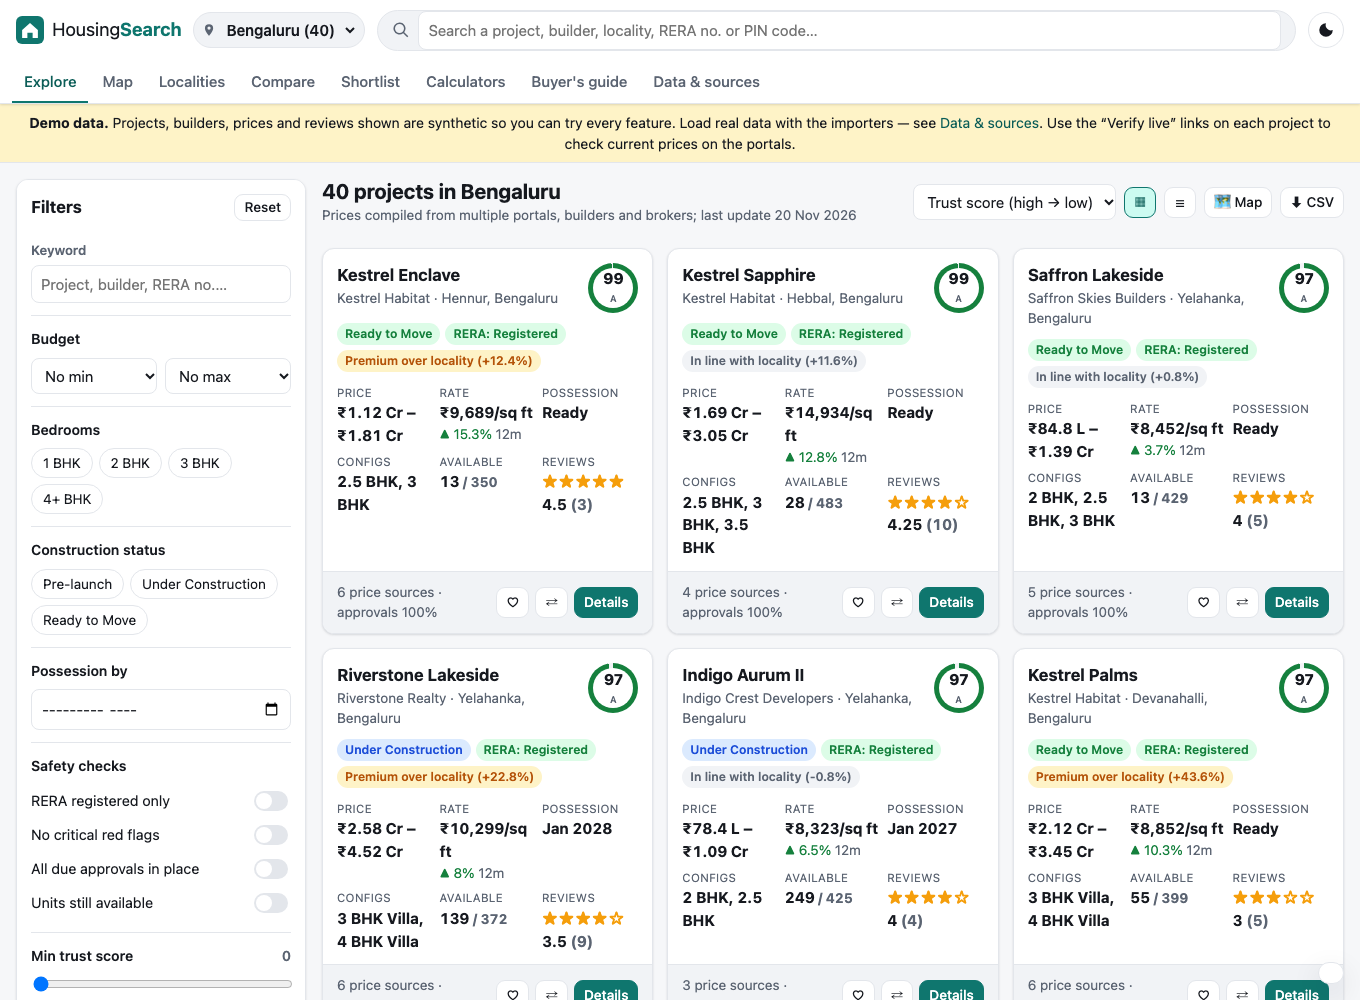 HousingSearch
Bengaluru (40)
Search a project, builder, locality, RERA no. or PIN code...
Explore
Map
Localities
Compare
Shortlist
Calculators
Buyer's guide
Data & sources
Demo data. Projects, builders, prices and reviews shown are synthetic so you can try every feature. Load real data with the importers — see Data & sources. Use the “Verify live” links on each project to
check current prices on the portals.
Filters
Reset
Keyword
Project, builder, RERA no....
Budget
No min
No max
Bedrooms
1 BHK
2 BHK
3 BHK
4+ BHK
Construction status
Pre-launch
Under Construction
Ready to Move
Possession by
--------- ----
Safety checks
RERA registered only
No critical red flags
All due approvals in place
Units still available
Min trust score
0
40 projects in Bengaluru
Prices compiled from multiple portals, builders and brokers; last update 20 Nov 2026
Trust score (high → low)
Map
CSV
Kestrel Enclave
Kestrel Habitat · Hennur, Bengaluru
99
A
Ready to Move
RERA: Registered
Premium over locality (+12.4%)
PRICE
₹1.12 Cr –
₹1.81 Cr
RATE
₹9,689/sq ft
▲ 15.3% 12m
POSSESSION
Ready
CONFIGS
2.5 BHK, 3
BHK
AVAILABLE
13 / 350
REVIEWS
★★★★★
4.5 (3)
6 price sources ·
approvals 100%
Details
Kestrel Sapphire
Kestrel Habitat · Hebbal, Bengaluru
99
A
Ready to Move
RERA: Registered
In line with locality (+11.6%)
PRICE
₹1.69 Cr –
₹3.05 Cr
RATE
₹14,934/sq
ft
▲ 12.8% 12m
POSSESSION
Ready
CONFIGS
2.5 BHK, 3
BHK, 3.5
BHK
AVAILABLE
28 / 483
REVIEWS
★★★★☆
4.25 (10)
4 price sources ·
approvals 100%
Details
Saffron Lakeside
Saffron Skies Builders · Yelahanka,
Bengaluru
97
A
Ready to Move
RERA: Registered
In line with locality (+0.8%)
PRICE
₹84.8 L –
₹1.39 Cr
RATE
₹8,452/sq ft
▲ 3.7% 12m
POSSESSION
Ready
CONFIGS
2 BHK, 2.5
BHK, 3 BHK
AVAILABLE
13 / 429
REVIEWS
★★★★☆
4 (5)
5 price sources ·
approvals 100%
Details
Riverstone Lakeside
Riverstone Realty · Yelahanka,
Bengaluru
97
A
Under Construction
RERA: Registered
Premium over locality (+22.8%)
PRICE
₹2.58 Cr –
₹4.52 Cr
RATE
₹10,299/sq
ft
▲ 8% 12m
POSSESSION
Jan 2028
CONFIGS
3 BHK Villa,
4 BHK Villa
AVAILABLE
139 / 372
REVIEWS
★★★★☆
3.5 (9)
6 price sources ·
Details
Indigo Aurum II
Indigo Crest Developers · Yelahanka,
Bengaluru
97
A
Under Construction
RERA: Registered
In line with locality (-0.8%)
PRICE
₹78.4 L –
₹1.09 Cr
RATE
₹8,323/sq ft
▲ 6.5% 12m
POSSESSION
Jan 2027
CONFIGS
2 BHK, 2.5
BHK
AVAILABLE
249 / 425
REVIEWS
★★★★☆
4 (4)
3 price sources ·
Details
Kestrel Palms
Kestrel Habitat · Devanahalli,
Bengaluru
97
A
Ready to Move
RERA: Registered
Premium over locality (+43.6%)
PRICE
₹2.12 Cr –
₹3.45 Cr
RATE
₹8,852/sq ft
▲ 10.3% 12m
POSSESSION
Ready
CONFIGS
3 BHK Villa,
4 BHK Villa
AVAILABLE
55 / 399
REVIEWS
★★★☆☆
3 (5)
6 price sources ·
Details